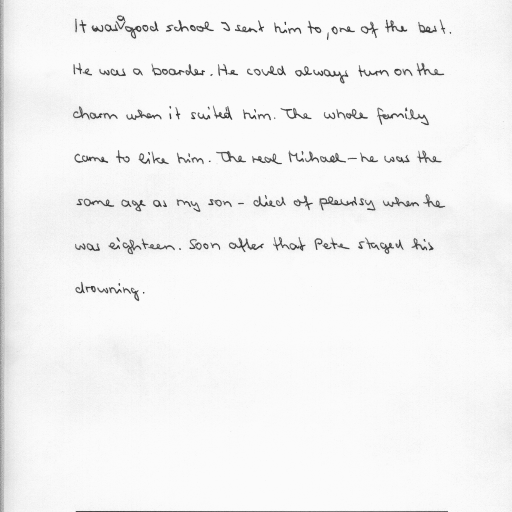 It was a good school I sent him to, one of the best.
He was a boarder. He could always turn on the
charm when it suited him. The whole family
came to like him. The real Michael - he was the
same age as my son - died of pleurisy when he
was eighteen. Soon after that Pete staged his
drowning.